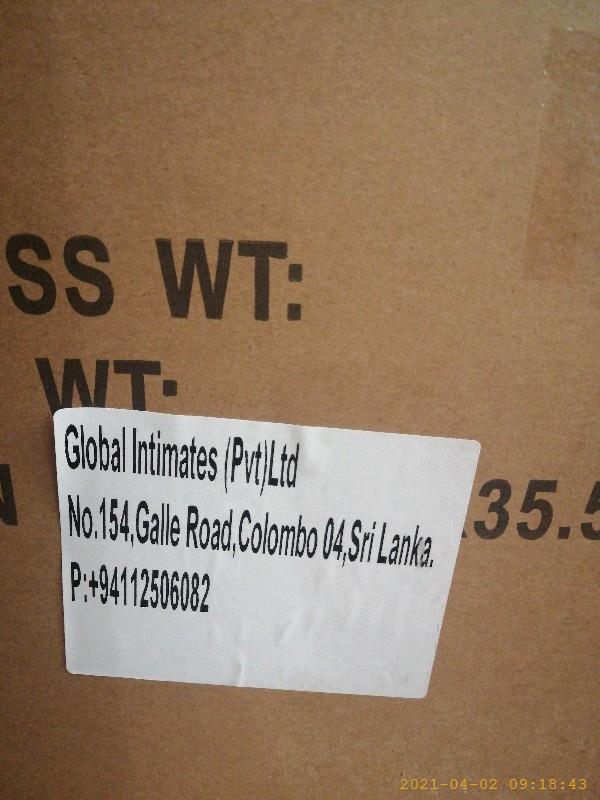 SS WT:
WT:
Global Intimates (Pvt)Ltd
No.154,Galle Road,Colombo 04,Sri Lanka.
P:+94112506082
35.5
2021-04-02 09:18:43